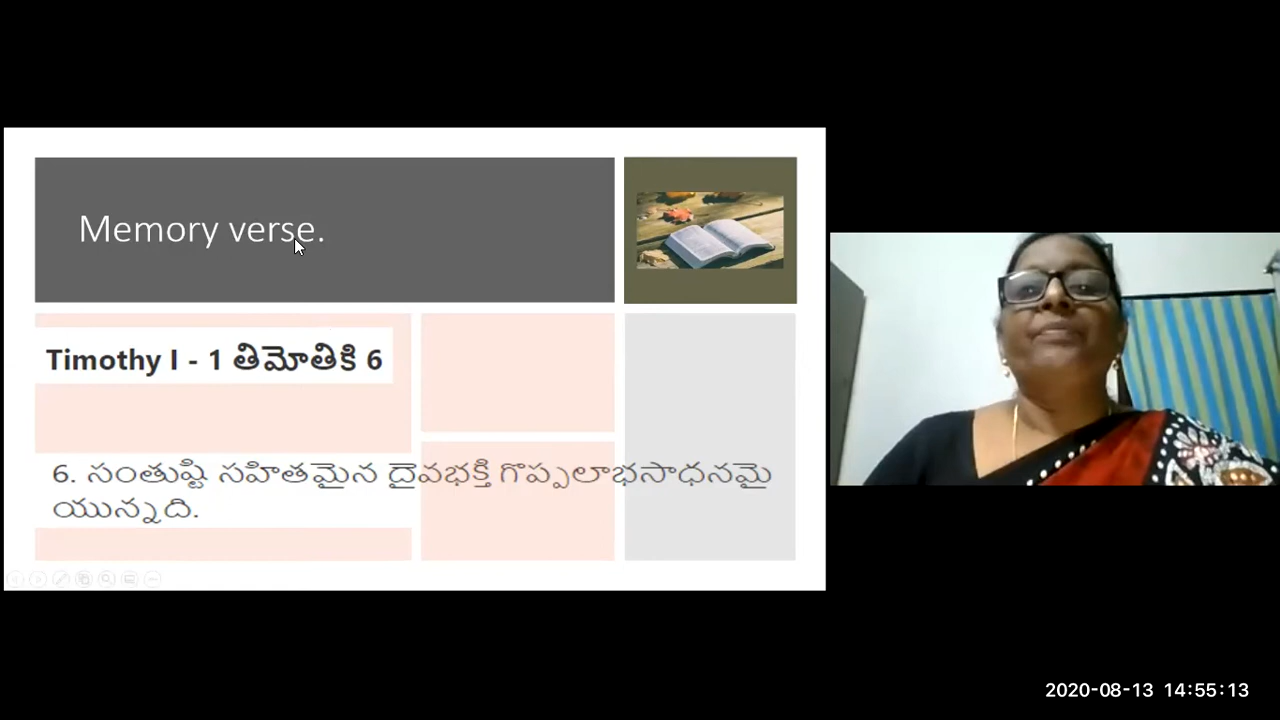 Memory verse.
Timothy I - 1 తిమోతికి 6
6. సంతుష్టి సహితమైన దైవభక్తి గొప్పలాభసాధనమై
యున్నది.
2020-08-13 14:55:13